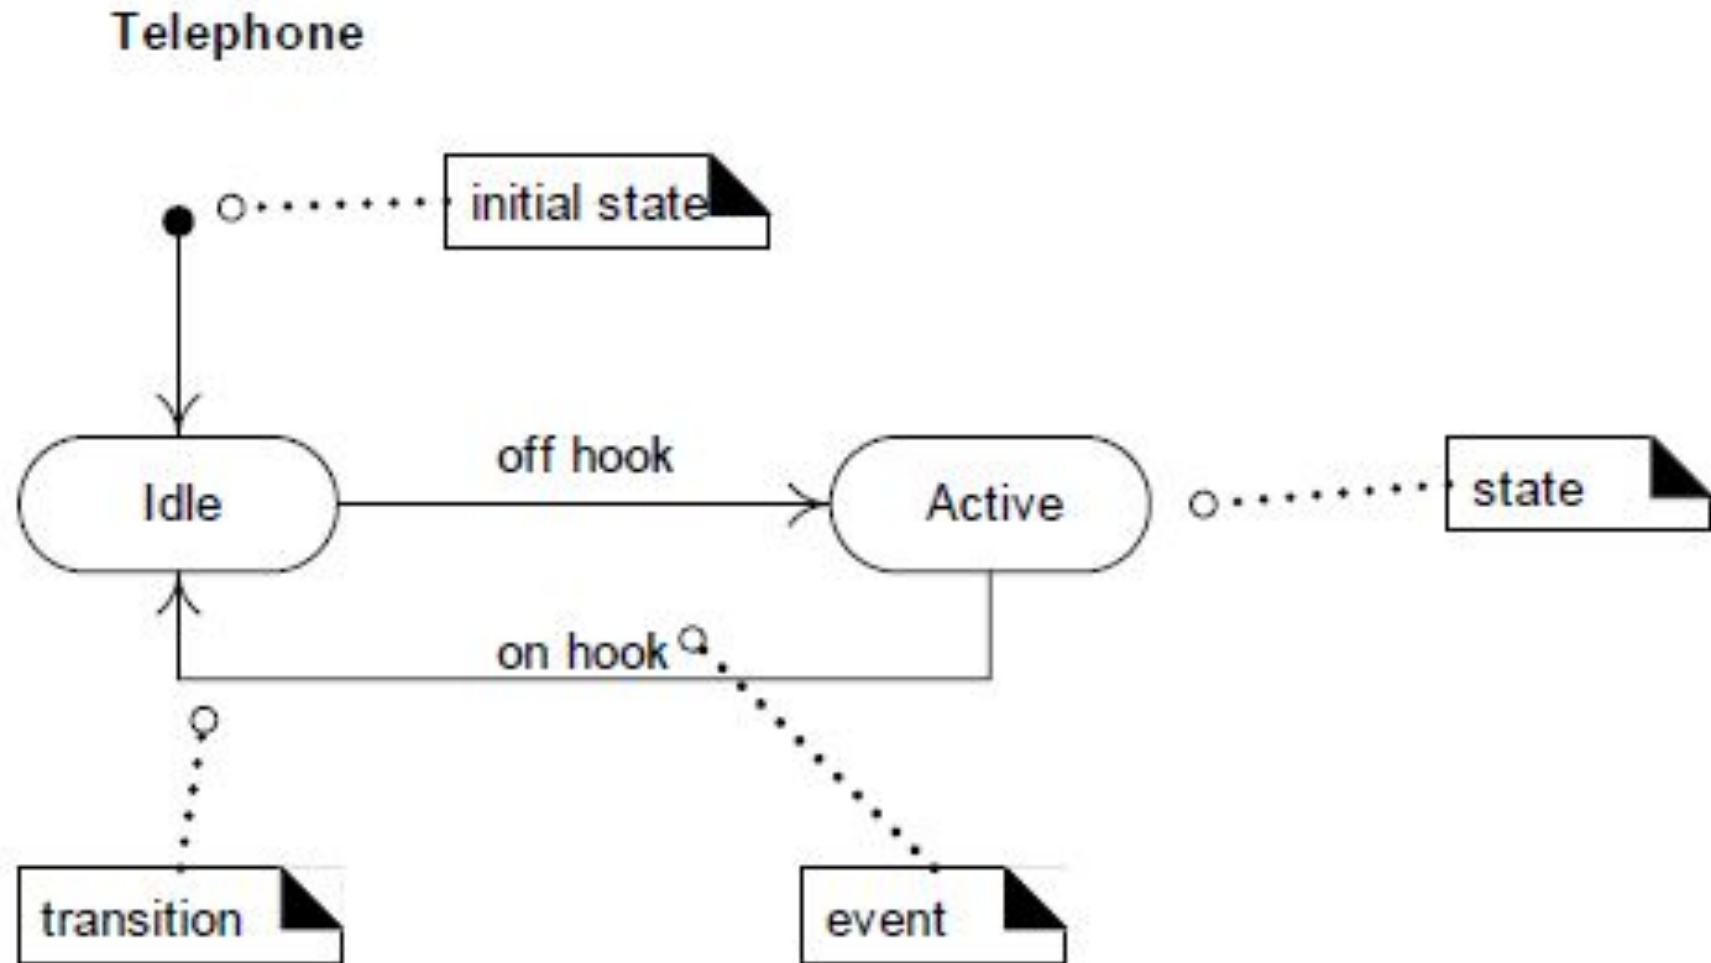 Telephone
initial state
off hook
Idle
Active
state
on hook
transition
event